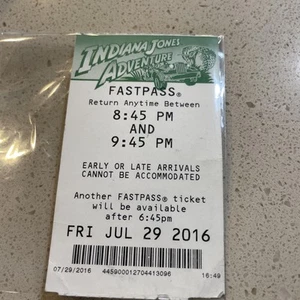 INDIANA JONES
ADVENTURE
FASTPASS®
Return Anytime Between
8:45 PM
AND
9:45 PM
EARLY OR LATE ARRIVALS
CANNOT BE ACCOMMODATED
Another FASTPASS® ticket
will be available
after 6:45pm
FRI JUL 29 2016
07/29/2016 445900012704413096 16:49